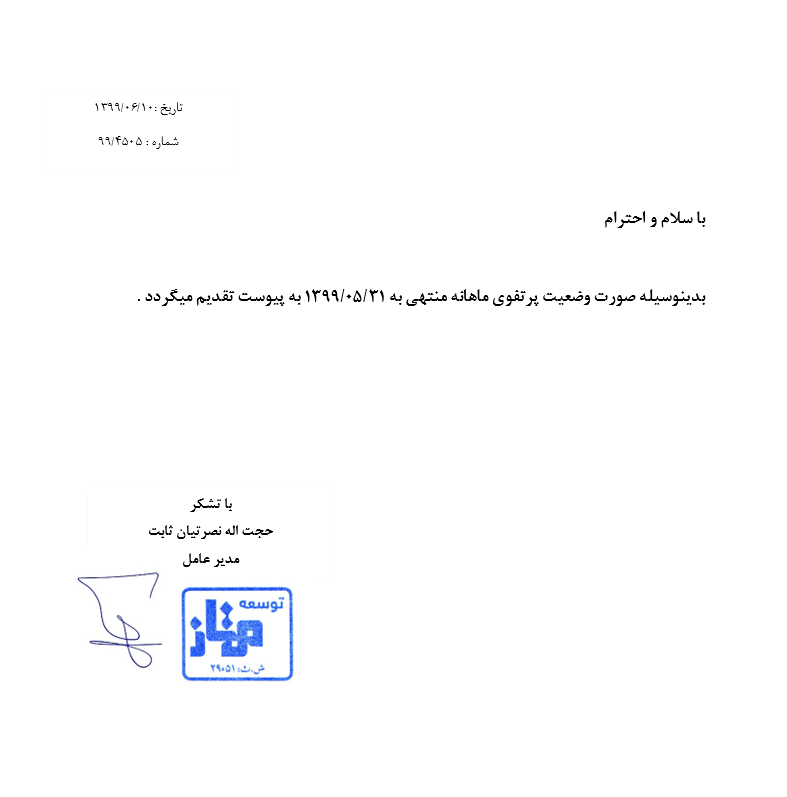 تاریخ :۱۳۹۹/۰۶/۱۰
شماره : ۹۹/۴۵۰۵
با سلام و احترام
بدینوسیله صورت وضعیت پرتفوی ماهانه منتهی به ۱۳۹۹/۰۵/۳۱ به پیوست تقدیم میگردد .
با تشکر
حجت اله نصرتیان ثابت
مدیر عامل
توسعه
ممتاز
ش.ث: ۲۹۰۵۱